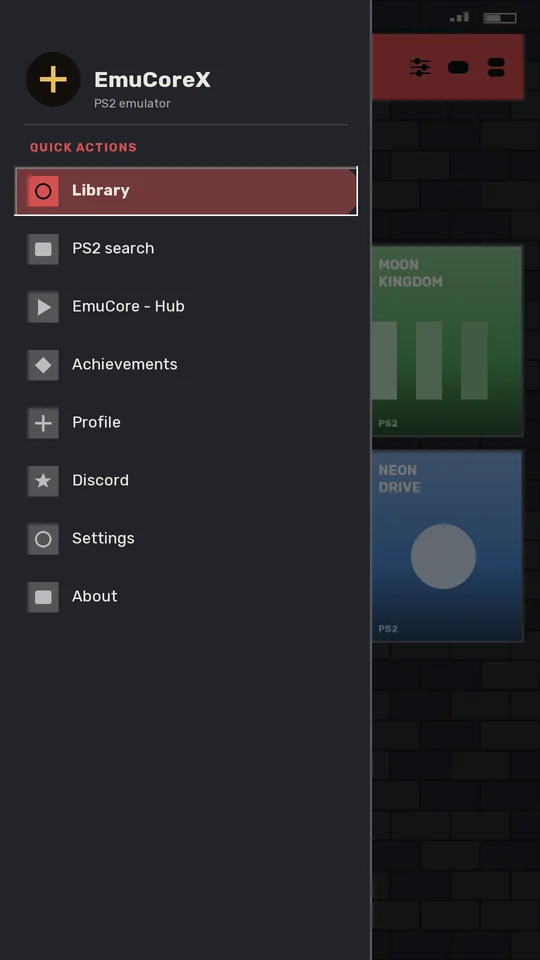 EmuCoreX
PS2 emulator
QUICK ACTIONS
Library
PS2 search
EmuCore - Hub
Achievements
Profile
Discord
Settings
About
MOON
KINGDOM
PS2
NEON
DRIVE
PS2